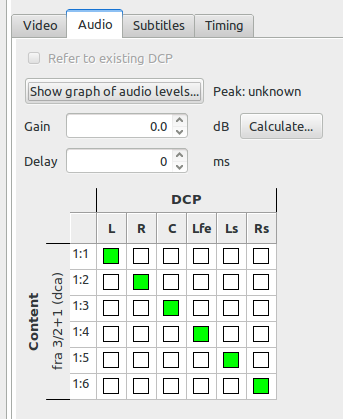 Video Audio Subtitles Timing
Refer to existing DCP
Show graph of audio levels... Peak: unknown
Gain 0.0 dB Calculate...
Delay 0 ms
DCP
L R C Lfe Ls Rs
Content
fra 3/2+1 (dca)
1:1
1:2
1:3
1:4
1:5
1:6